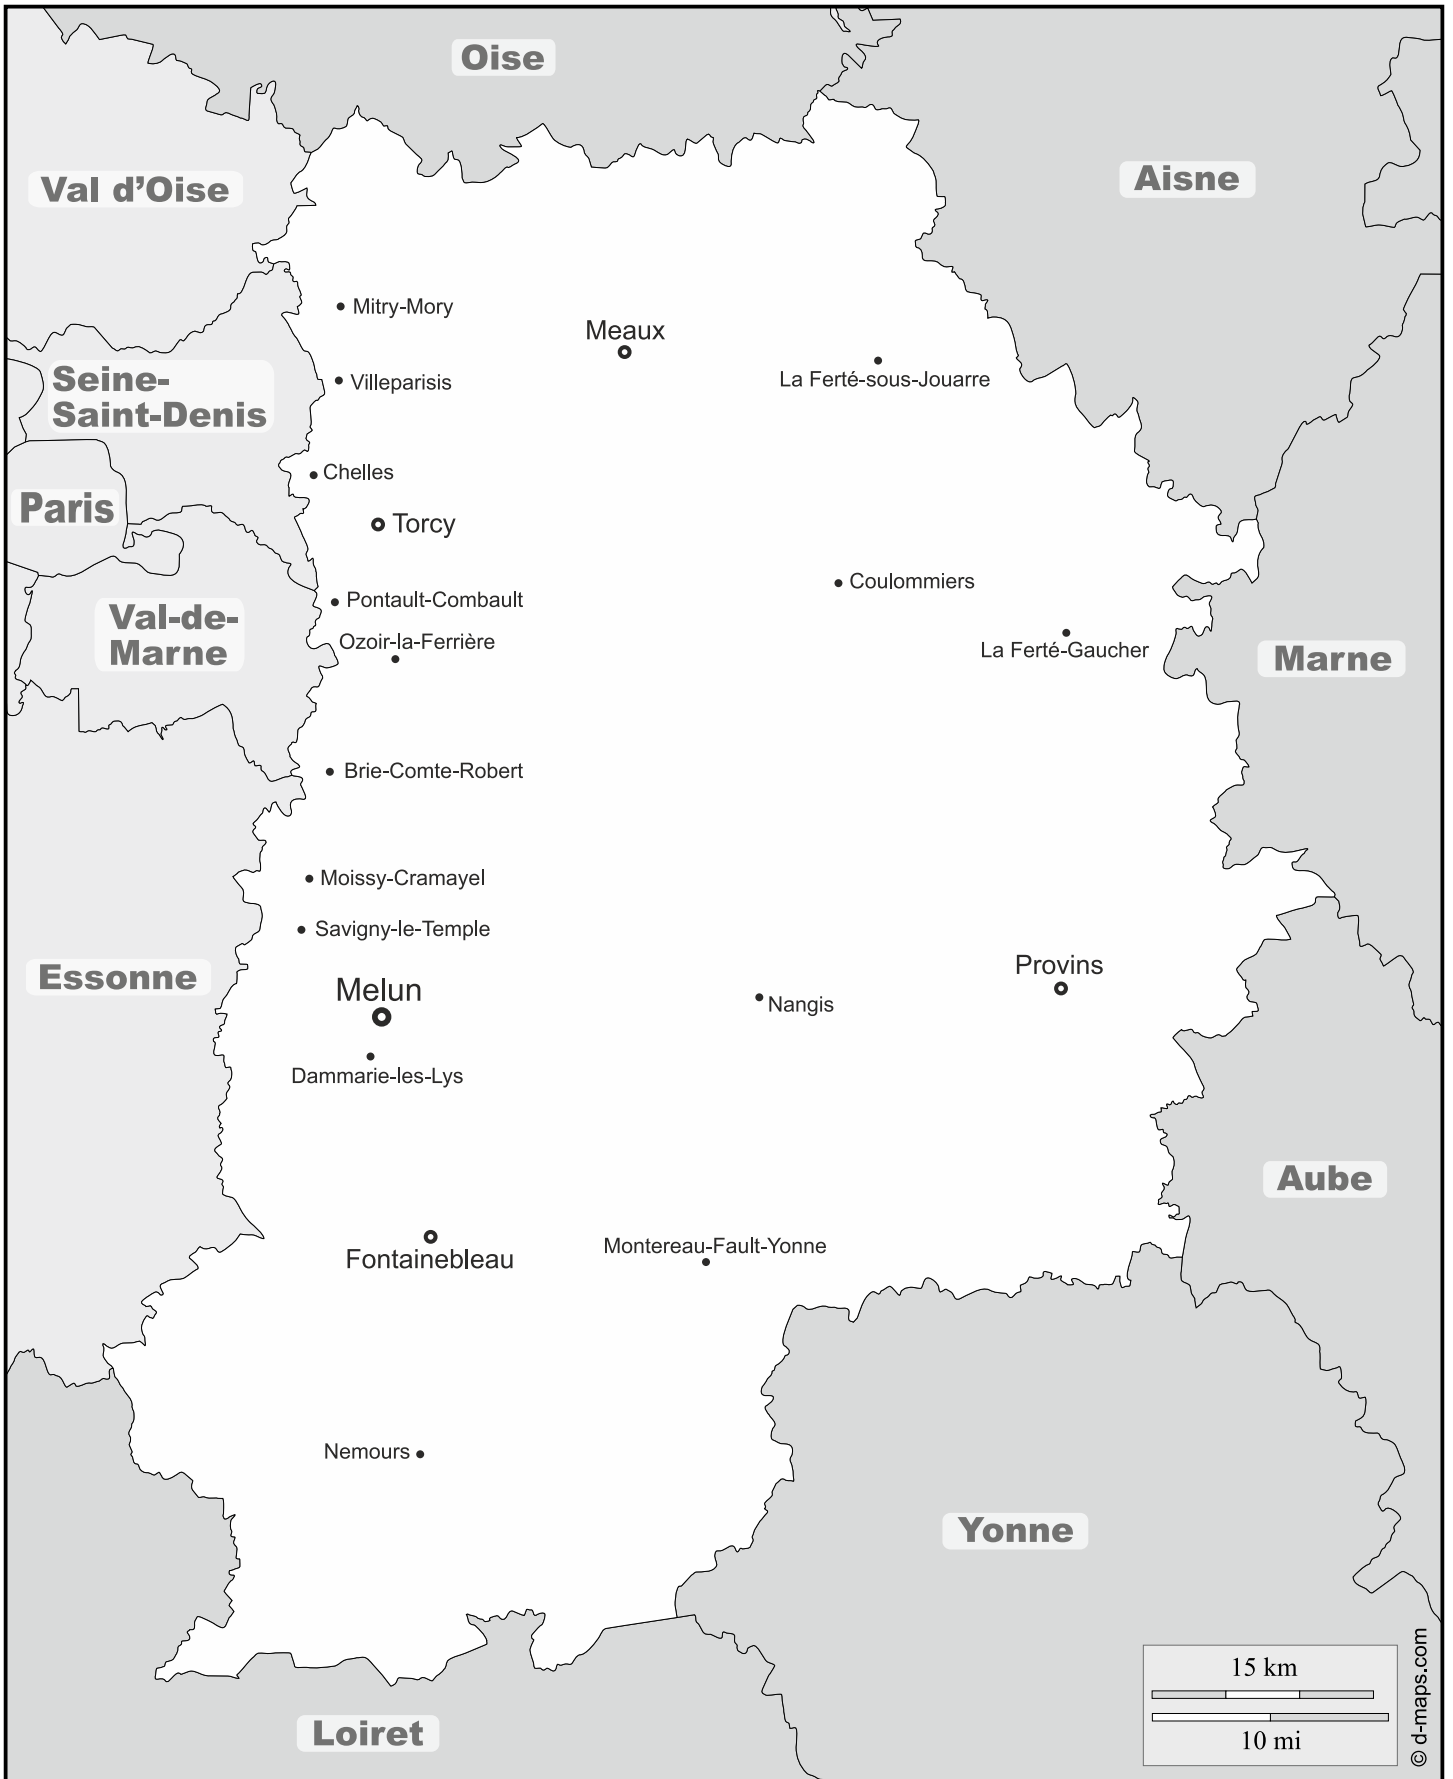 Oise
Aisne
Val d'Oise
Mitry-Mory
Meaux
La Ferté-sous-Jouarre
Villeparisis
Seine-
Saint-Denis
Chelles
Paris
Torcy
Coulommiers
Pontault-Combault
Val-de-
Marne
Ozoir-la-Ferrière
La Ferté-Gaucher
Marne
Brie-Comte-Robert
Moissy-Cramayel
Savigny-le-Temple
Essonne
Provins
Melun
Nangis
Dammarie-les-Lys
Aube
Montereau-Fault-Yonne
Fontainebleau
Nemours
Yonne
15 km
10 mi
Loiret
© d-maps.com